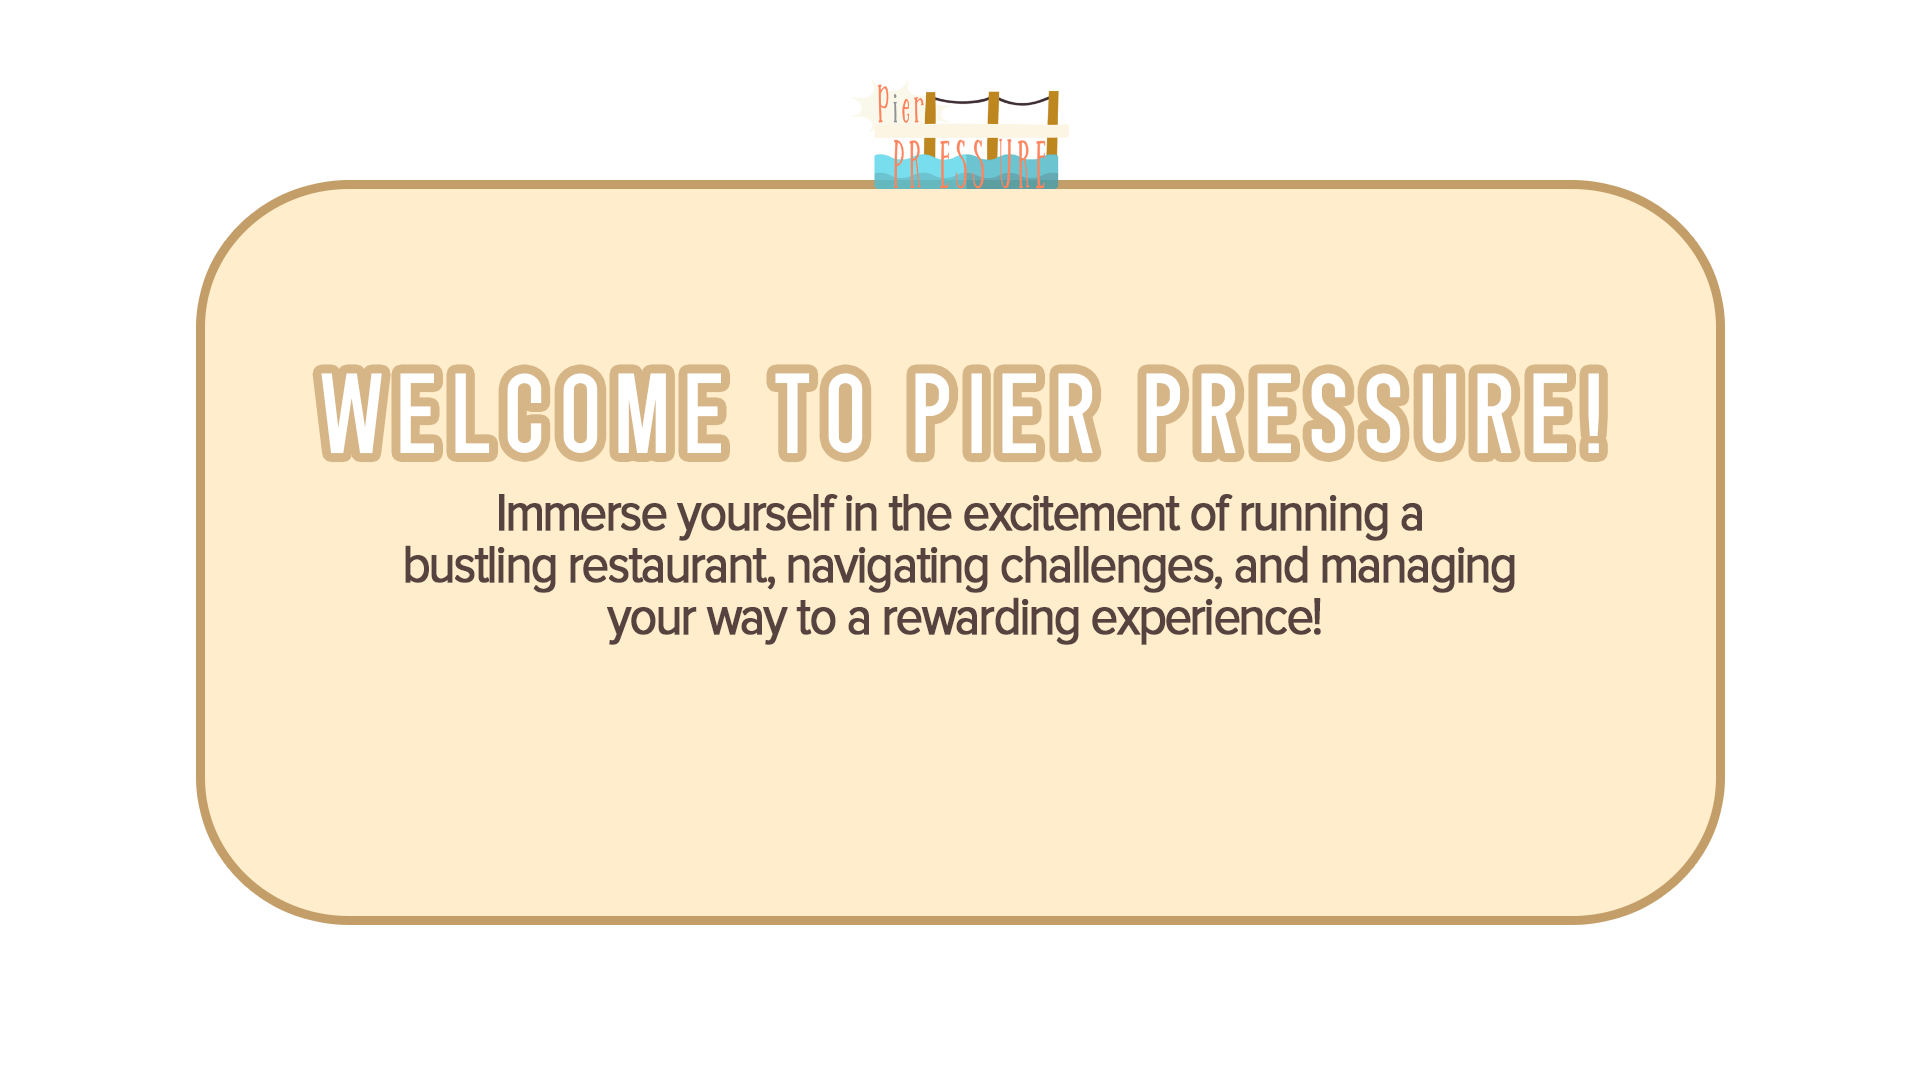 Pier
PRESSURE
WELCOME TO PIER PRESSURE!
Immerse yourself in the excitement of running a
bustling restaurant, navigating challenges, and managing
your way to a rewarding experience!